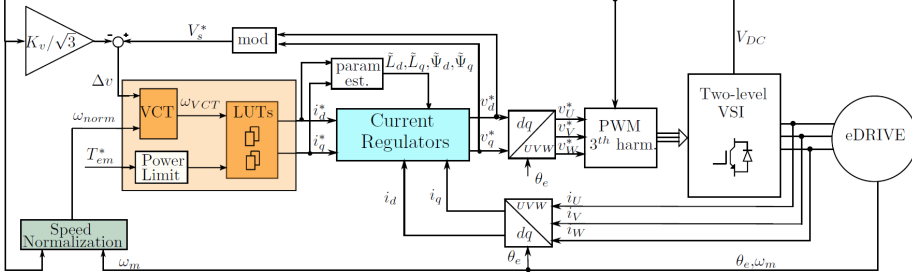 K_v/√3
−
+
V_s^*
mod
V_DC
Δv
L̃_d, L̃_q, Ψ̃_d, Ψ̃_q
param
est.
Two-level
VSI
ω_norm
VCT
ω_VCT
LUTs
i_d^*
i_q^*
Current
Regulators
v_d^*
v_q^*
dq
UVW
v_U^*
v_V^*
v_W^*
PWM
3^th harm.
eDRIVE
T_em^*
Power
Limit
θ_e
i_d
i_q
UVW
dq
i_U
i_V
i_W
Speed
Normalization
ω_m
θ_e
θ_e,ω_m